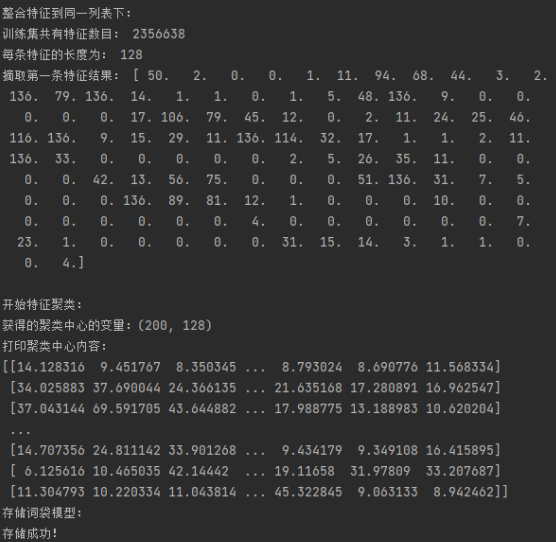 整合特征到同一列表下:
训练集共有特征数目: 2356638
每条特征的长度为: 128
摘取第一条特征结果: [ 50. 2. 0. 0. 1. 11. 94. 68. 44. 3. 2.
136. 79. 136. 14. 1. 1. 0. 1. 5. 48. 136. 9. 0. 0.
0. 0. 0. 17. 106. 79. 45. 12. 0. 2. 11. 24. 25. 46.
116. 136. 9. 15. 29. 11. 136. 114. 32. 17. 1. 1. 2. 11.
136. 33. 0. 0. 0. 0. 0. 2. 5. 26. 35. 11. 0. 0.
0. 0. 42. 13. 56. 75. 0. 0. 0. 51. 136. 31. 7. 5.
0. 0. 0. 136. 89. 81. 12. 1. 0. 0. 0. 10. 0. 0.
0. 0. 0. 0. 0. 0. 4. 0. 0. 0. 0. 0. 0. 7.
23. 1. 0. 0. 0. 0. 0. 31. 15. 14. 3. 1. 1. 0.
0. 4.]
开始特征聚类:
获得的聚类中心的变量: (200, 128)
打印聚类中心内容:
[[14.128316 9.451767 8.350345 ... 8.793024 8.690776 11.568334]
[34.025883 37.690044 24.366135 ... 21.635168 17.280891 16.962547]
[37.043144 69.591705 43.644882 ... 17.988775 13.188983 10.620204]
...
[14.707356 24.811142 33.901268 ... 9.434179 9.349108 16.415895]
[ 6.125616 10.465035 42.14442 ... 19.11658 31.97809 33.207687]
[11.304793 10.220334 11.043814 ... 45.322845 9.063133 8.942462]]
存储词袋模型:
存储成功!